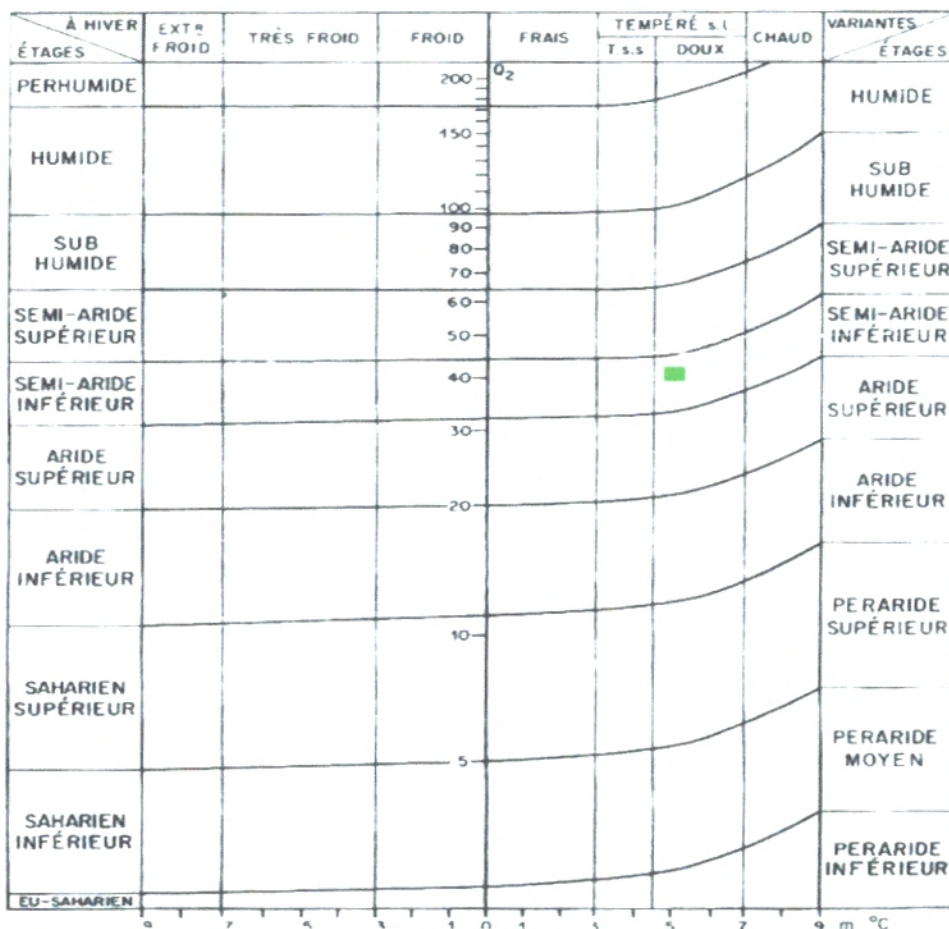 À HIVER
ÉTAGES
EXTR
FROID
TRÈS FROID
FROID
FRAIS
TEMPÉRÉ s.l
T.s.s
DOUX
CHAUD
VARIANTES
ÉTAGES
PERHUMIDE
HUMIDE
SUB
HUMIDE
SEMI-ARIDE
SUPÉRIEUR
SEMI-ARIDE
INFÉRIEUR
ARIDE
SUPÉRIEUR
ARIDE
INFÉRIEUR
SAHARIEN
SUPÉRIEUR
SAHARIEN
INFÉRIEUR
EU-SAHARIEN
Q2
200
150
100
90
80
70
60
50
40
30
20
10
5
HUMIDE
SUB
HUMIDE
SEMI-ARIDE
SUPÉRIEUR
SEMI-ARIDE
INFÉRIEUR
ARIDE
SUPÉRIEUR
ARIDE
INFÉRIEUR
PERARIDE
SUPÉRIEUR
PERARIDE
MOYEN
PERARIDE
INFÉRIEUR
9 7 5 3 1 0 1 3 5 7 9 m °C